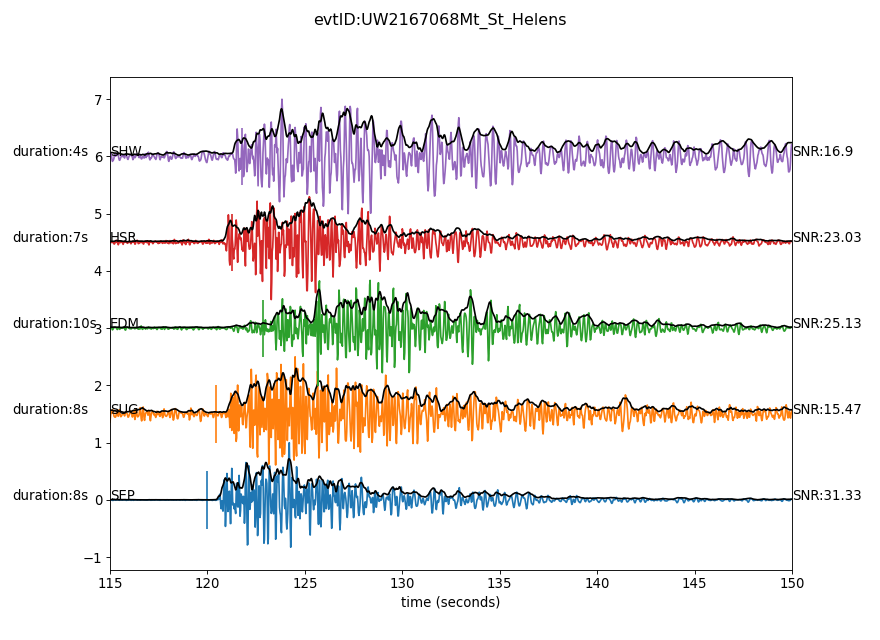 evtID:UW2167068Mt_St_Helens
7
duration:4s SHW 6 SNR:16.9
5
duration:7s HSR SNR:23.03
4
duration:10s EDM 3 SNR:25.13
2
duration:8s SUG SNR:15.47
1
duration:8s SEP 0 SNR:31.33
−1
115 120 125 130 135 140 145 150
time (seconds)